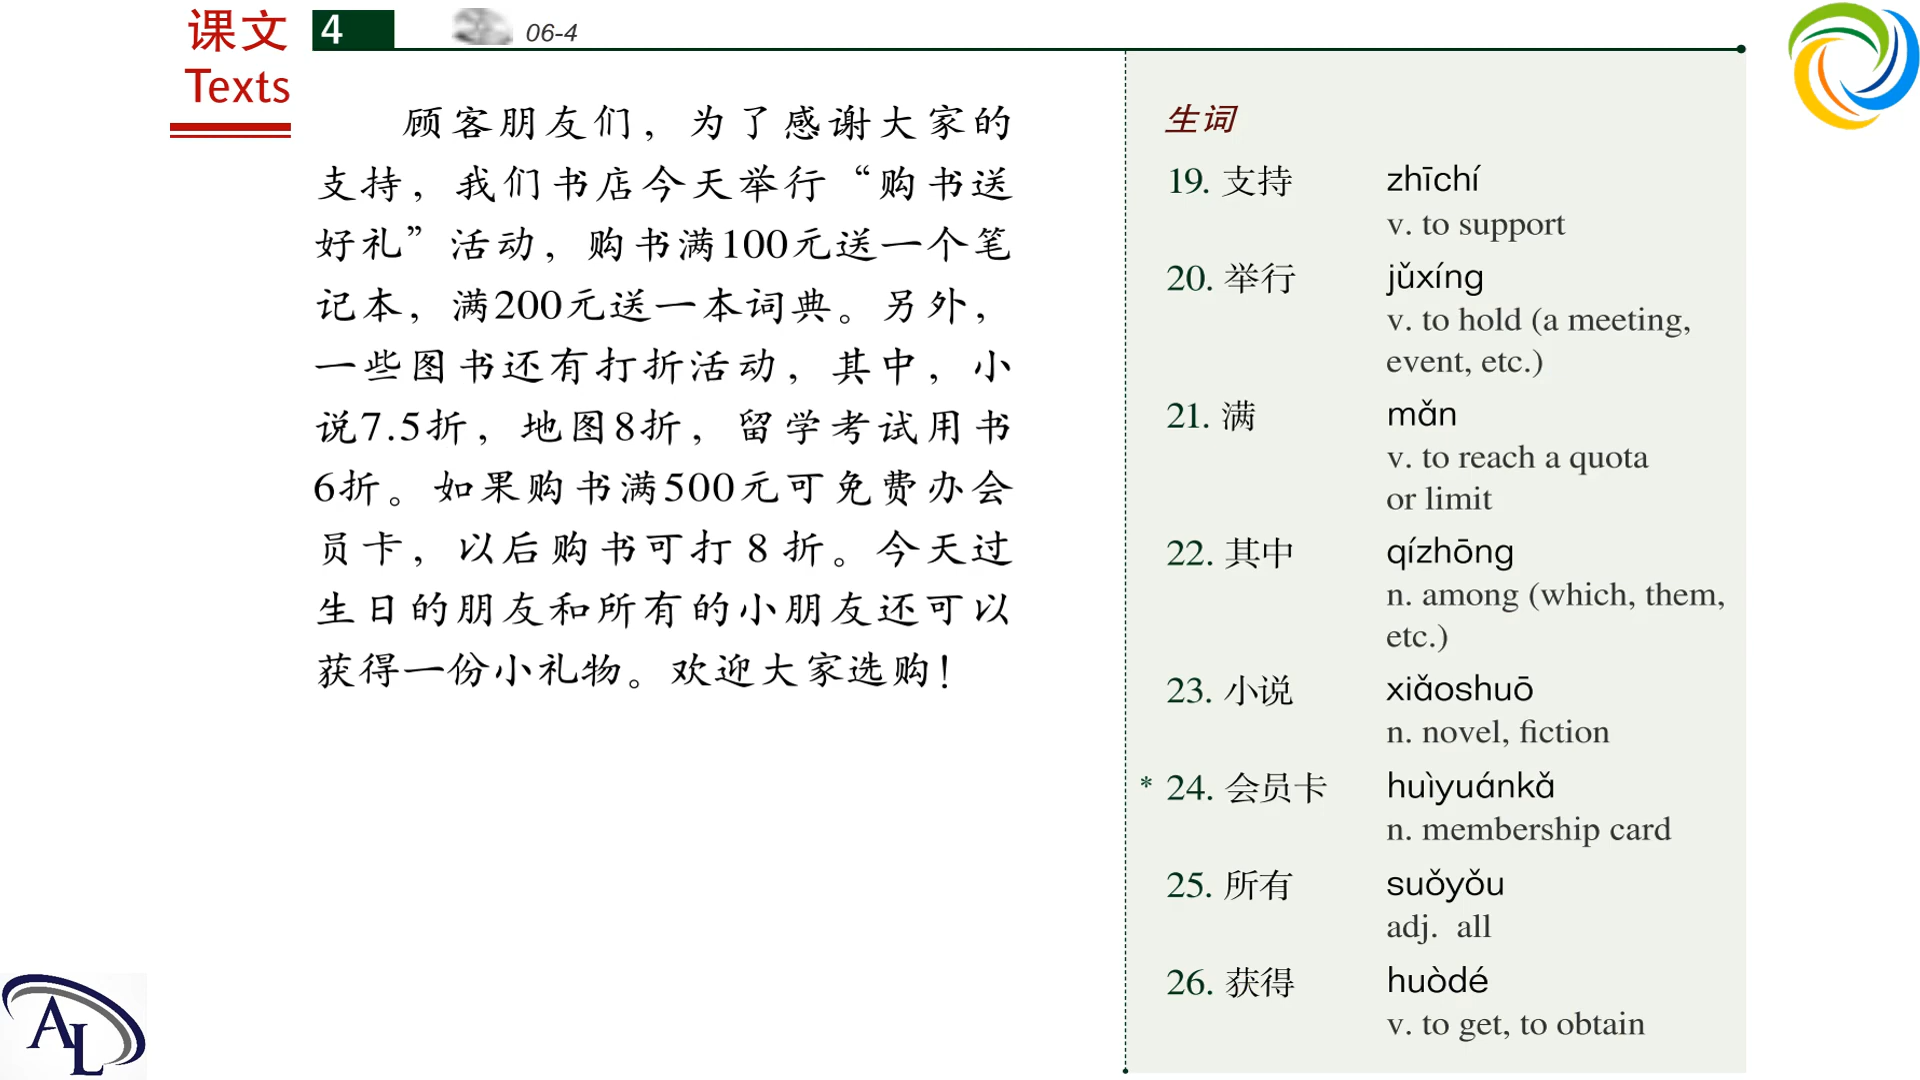 课文
Texts
4
06-4
顾客朋友们，为了感谢大家的
支持，我们书店今天举行“购书送
好礼”活动，购书满100元送一个笔
记本，满200元送一本词典。另外，
一些图书还有打折活动，其中，小
说7.5折，地图8折，留学考试用书
6折。如果购书满500元可免费办会
员卡，以后购书可打 8 折。今天过
生日的朋友和所有的小朋友还可以
获得一份小礼物。欢迎大家选购！
生词
19. 支持 zhīchí
v. to support
20. 举行 jǔxíng
v. to hold (a meeting,
event, etc.)
21. 满 mǎn
v. to reach a quota
or limit
22. 其中 qízhōng
n. among (which, them,
etc.)
23. 小说 xiǎoshuō
n. novel, fiction
* 24. 会员卡 huìyuánkǎ
n. membership card
25. 所有 suǒyǒu
adj. all
26. 获得 huòdé
v. to get, to obtain
AL